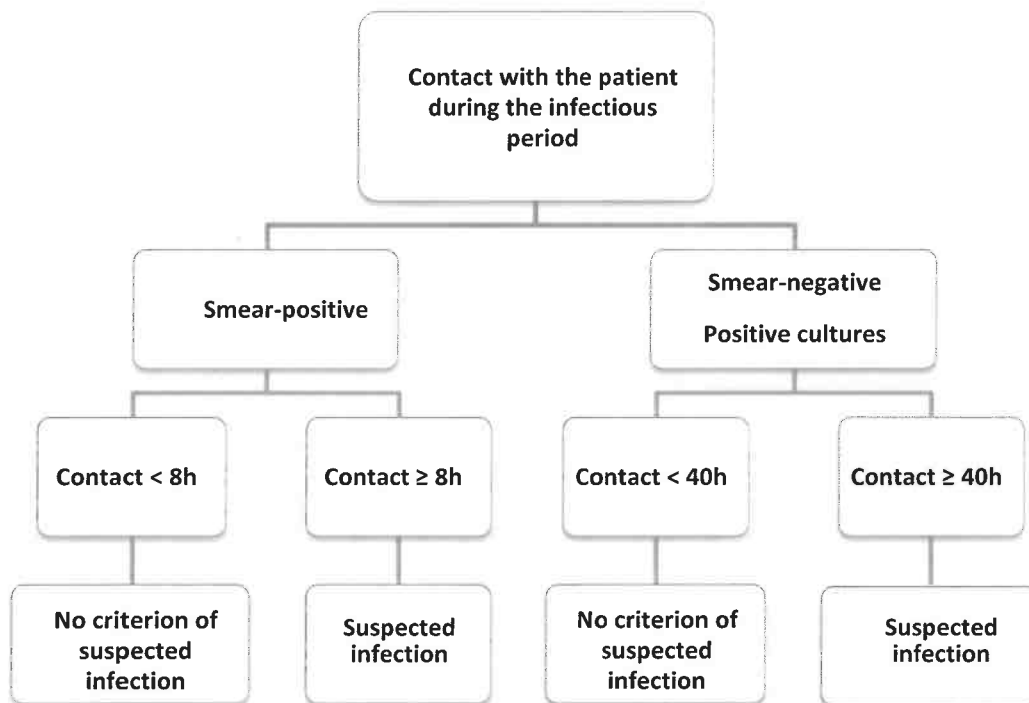 Contact with the patient
during the infectious
period
Smear-positive
Smear-negative
Positive cultures
Contact < 8h
Contact ≥ 8h
Contact < 40h
Contact ≥ 40h
No criterion of
suspected
infection
Suspected
infection
No criterion of
suspected
infection
Suspected
infection